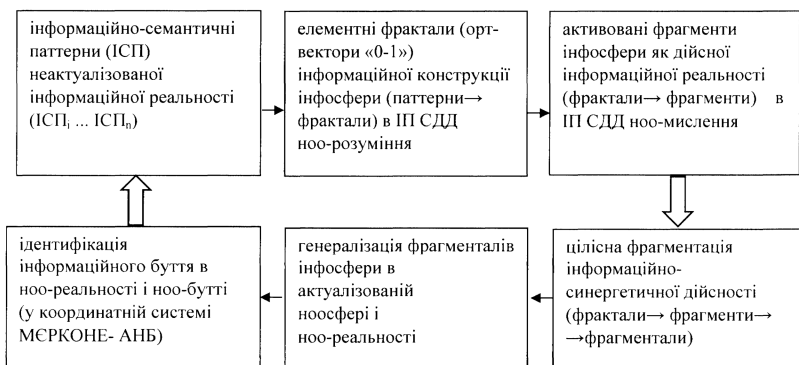 інформаційно-семантичні
паттерни (ІСП)
неактуалізованої
інформаційної реальності
(ІСПі ... ІСПn)
елементні фрактали (орт-
вектори «0-1»)
інформаційної конструкції
інфосфери (паттерни→
фрактали) в ІП СДД
ноо-розуміння
активовані фрагменти
інфосфери як дійсної
інформаційної реальності
(фрактали→ фрагменти) в
ІП СДД ноо-мислення
ідентифікація
інформаційного буття в
ноо-реальності і ноо-бутті
(у координатній системі
МЄРКОНЕ- АНБ)
генералізація фрагменталів
інфосфери в
актуалізованій
ноосфері і
ноо-реальності
цілісна фрагментація
інформаційно-
синергетичної дійсності
(фрактали→ фрагменти→
→фрагментали)